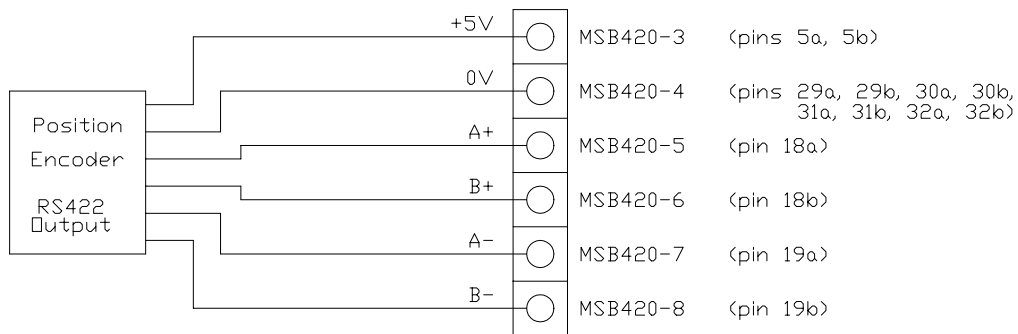 +5V MSB420-3 (pins 5a, 5b)
0V MSB420-4 (pins 29a, 29b, 30a, 30b,
31a, 31b, 32a, 32b)
Position
Encoder
RS422
Output
A+ MSB420-5 (pin 18a)
B+ MSB420-6 (pin 18b)
A- MSB420-7 (pin 19a)
B- MSB420-8 (pin 19b)